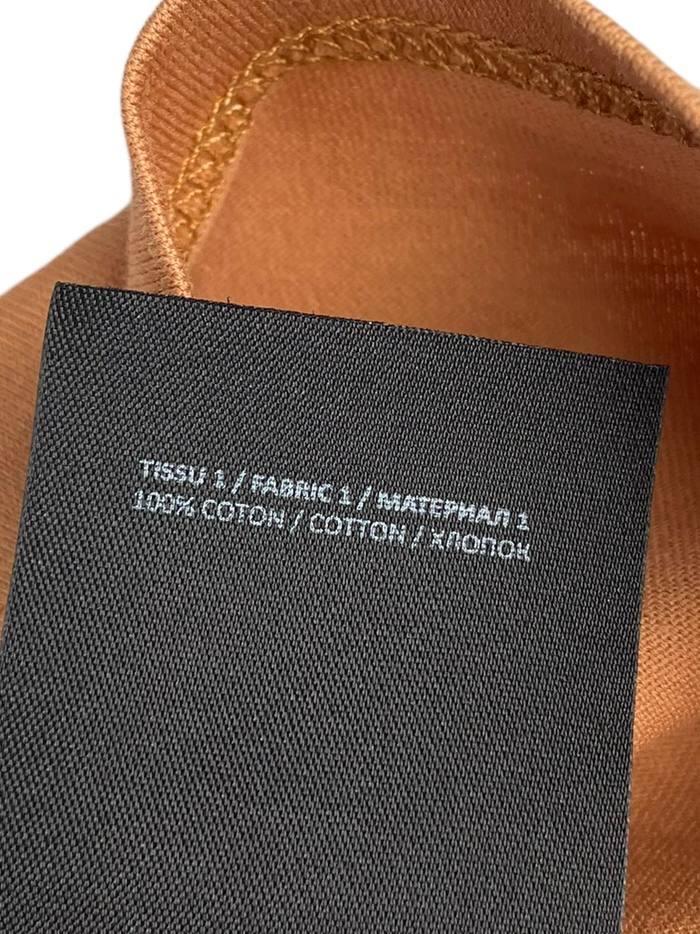 TISSU 1 / FABRIC 1 / МАТЕРИАЛ 1
100% COTON / COTTON / ХЛОПОК